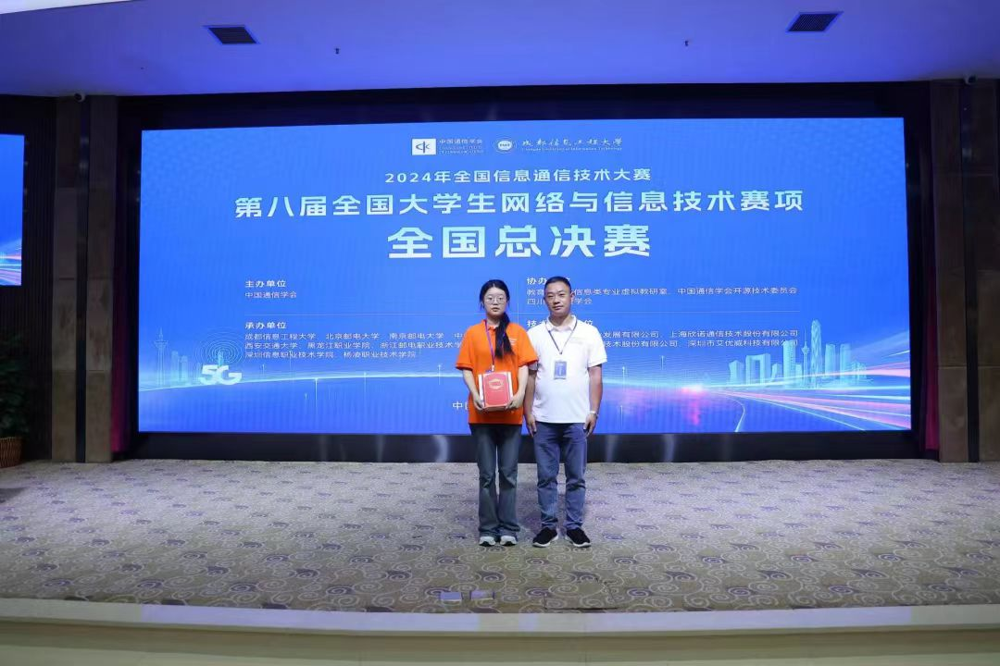 中国通信学会
成都信息工程大学
Chengdu University of Information Technology
2024年全国信息通信技术大赛
第八届全国大学生网络与信息技术赛项
全国总决赛
主办单位
中国通信学会
协办
教育 信息类专业虚拟教研室、中国通信学会开源技术委员会
四川 学会
承办单位
成都信息工程大学 北京邮电大学 南京邮电大学 中
西安交通大学、黑龙江职业学院、浙江邮电职业技术学
深圳信息职业技术学院、杨凌职业技术学院
技 位
发展有限公司、上海欣诺通信技术股份有限公司
技术股份有限公司、深圳市艾优威科技有限公司
5G
中